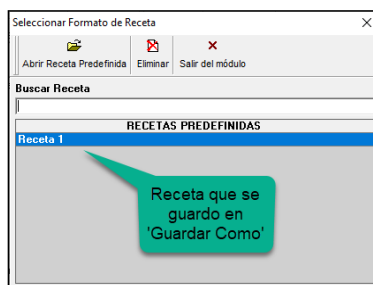 Seleccionar Formato de Receta
Abrir Receta Predefinida Eliminar Salir del módulo
Buscar Receta
RECETAS PREDEFINIDAS
Receta 1
Receta que se
guardo en
'Guardar Como'